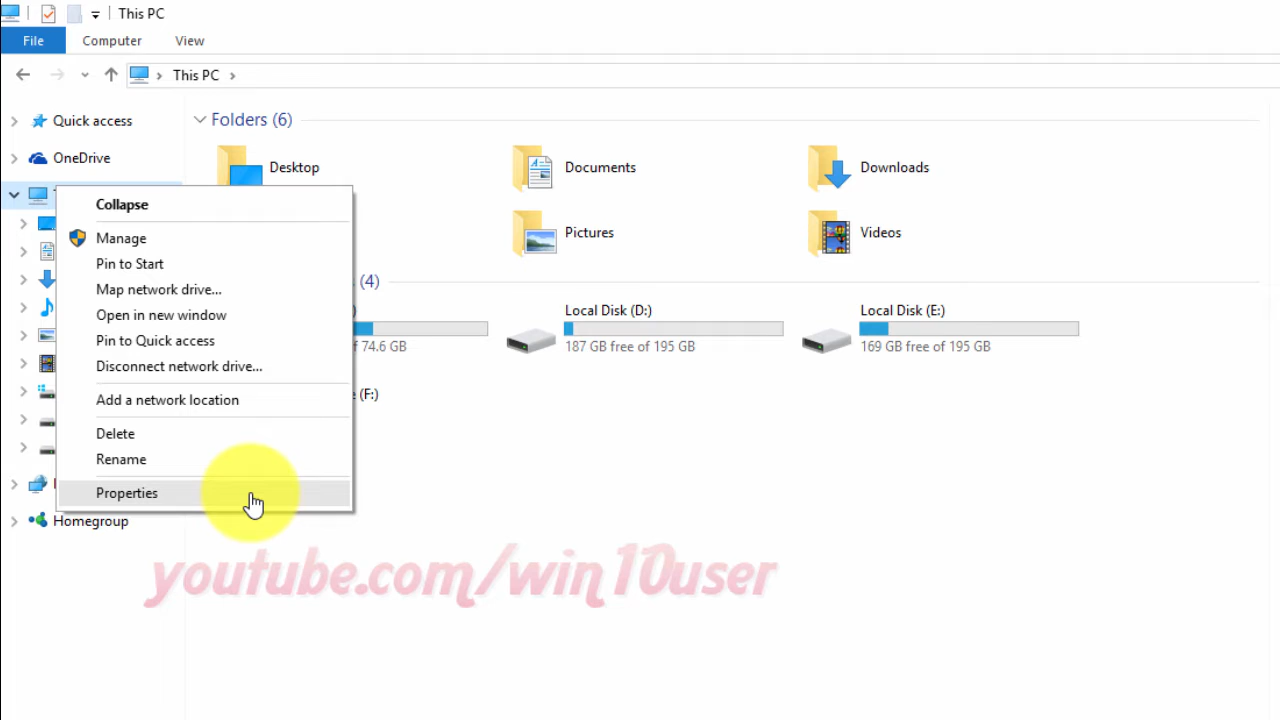 This PC
File Computer View
This PC
Quick access
Folders (6)
OneDrive
Desktop
Documents
Downloads
Pictures
Videos
Collapse
Manage
Pin to Start
Map network drive...
Open in new window
Pin to Quick access
Disconnect network drive...
Add a network location
Delete
Rename
Properties
(4)
74.6 GB
Local Disk (D:)
187 GB free of 195 GB
Local Disk (E:)
169 GB free of 195 GB
(F:)
Homegroup
youtube.com/win10user